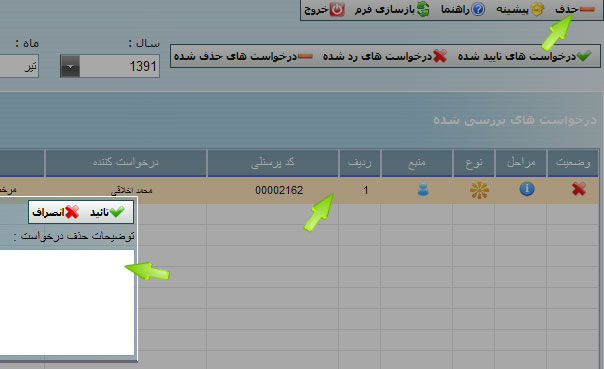 حذف پیشینه راهنما بازسازی فرم خروج
سال : ماه :
1391 تیر
درخواست های تایید شده درخواست های رد شده درخواست های حذف شده
درخواست های بررسی شده
وضعیت مراحل نوع منبع ردیف کد پرسنلی درخواست کننده
1 00002162 محمد اخلاقی
تائید انصراف
توضیحات حذف درخواست :